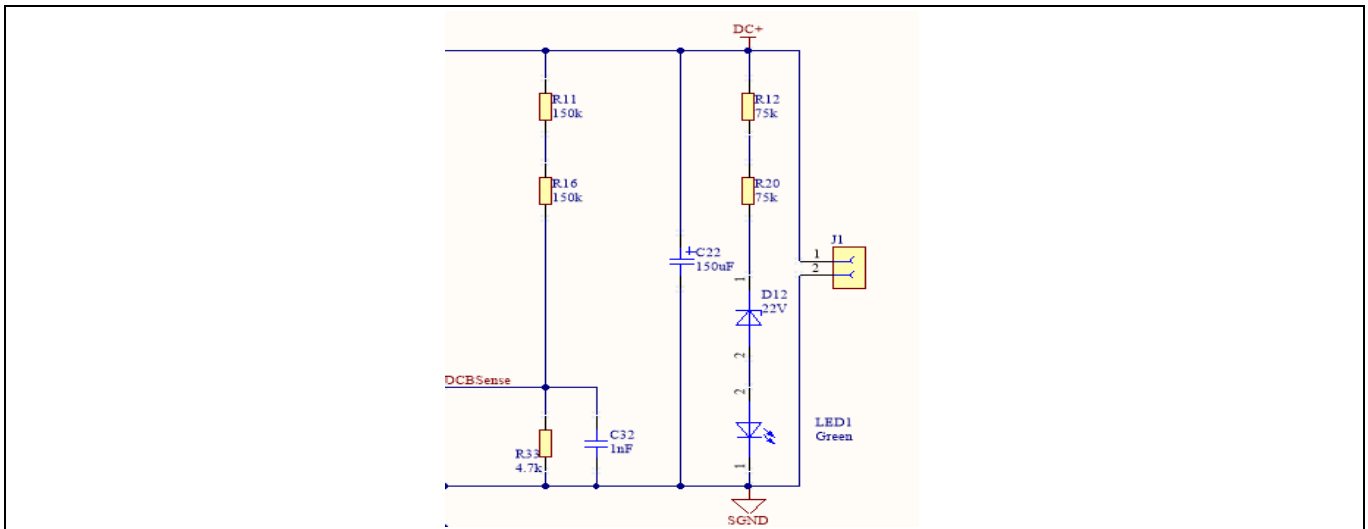 DC+
R11
150k
R12
75k
R16
150k
R20
75k
J1
1
2
C22
150uF
1
D12
22V
2
2
DCBSense
LED1
Green
C32
1nF
R33
4.7k
1
SGND